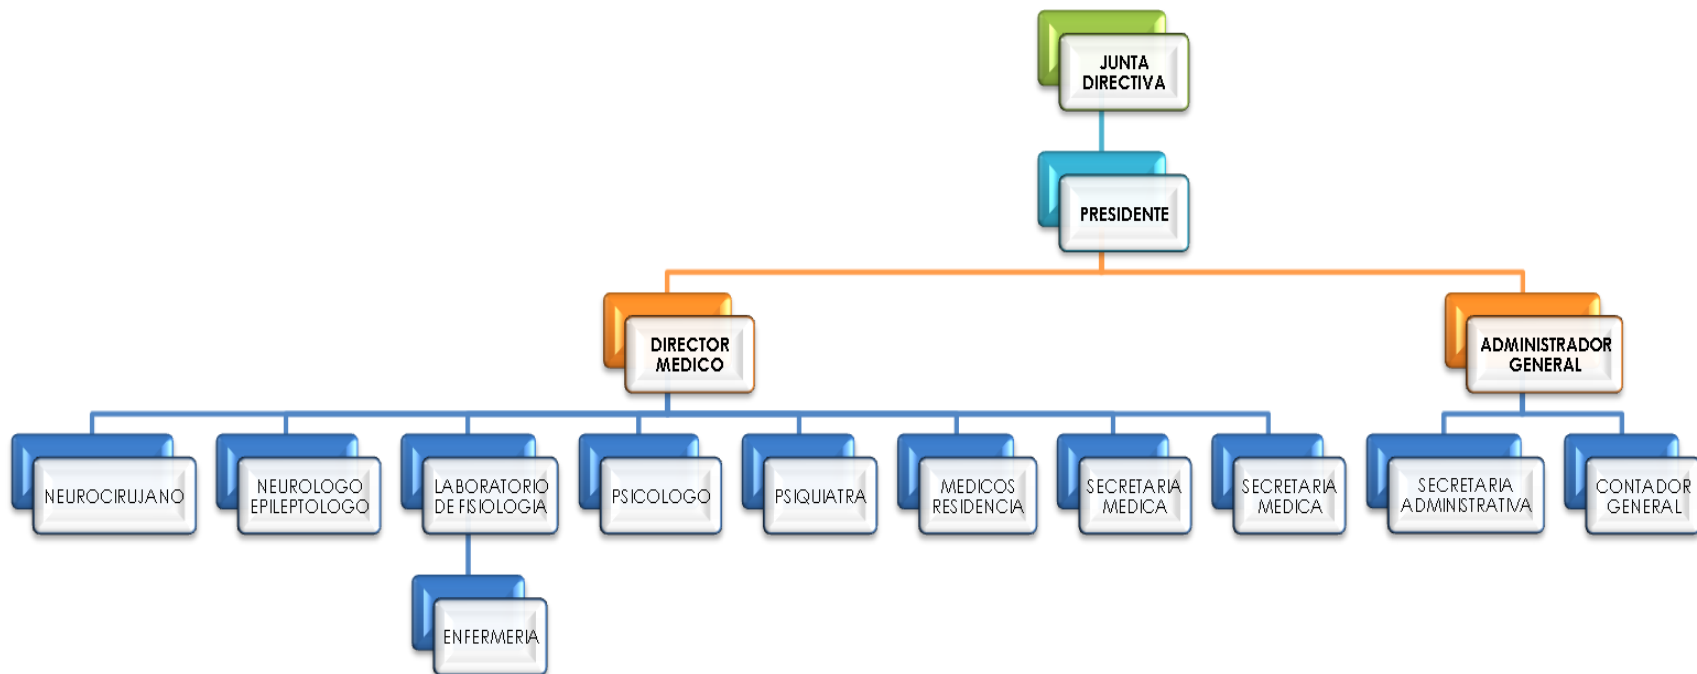 JUNTA
DIRECTIVA
PRESIDENTE
DIRECTOR
MEDICO
ADMINISTRADOR
GENERAL
NEUROCIRUJANO
NEUROLOGO
EPILEPTOLOGO
LABORATORIO
DE FISIOLOGIA
PSICOLOGO
PSIQUIATRA
MEDICOS
RESIDENCIA
SECRETARIA
MEDICA
SECRETARIA
MEDICA
SECRETARIA
ADMINISTRATIVA
CONTADOR
GENERAL
ENFERMERIA